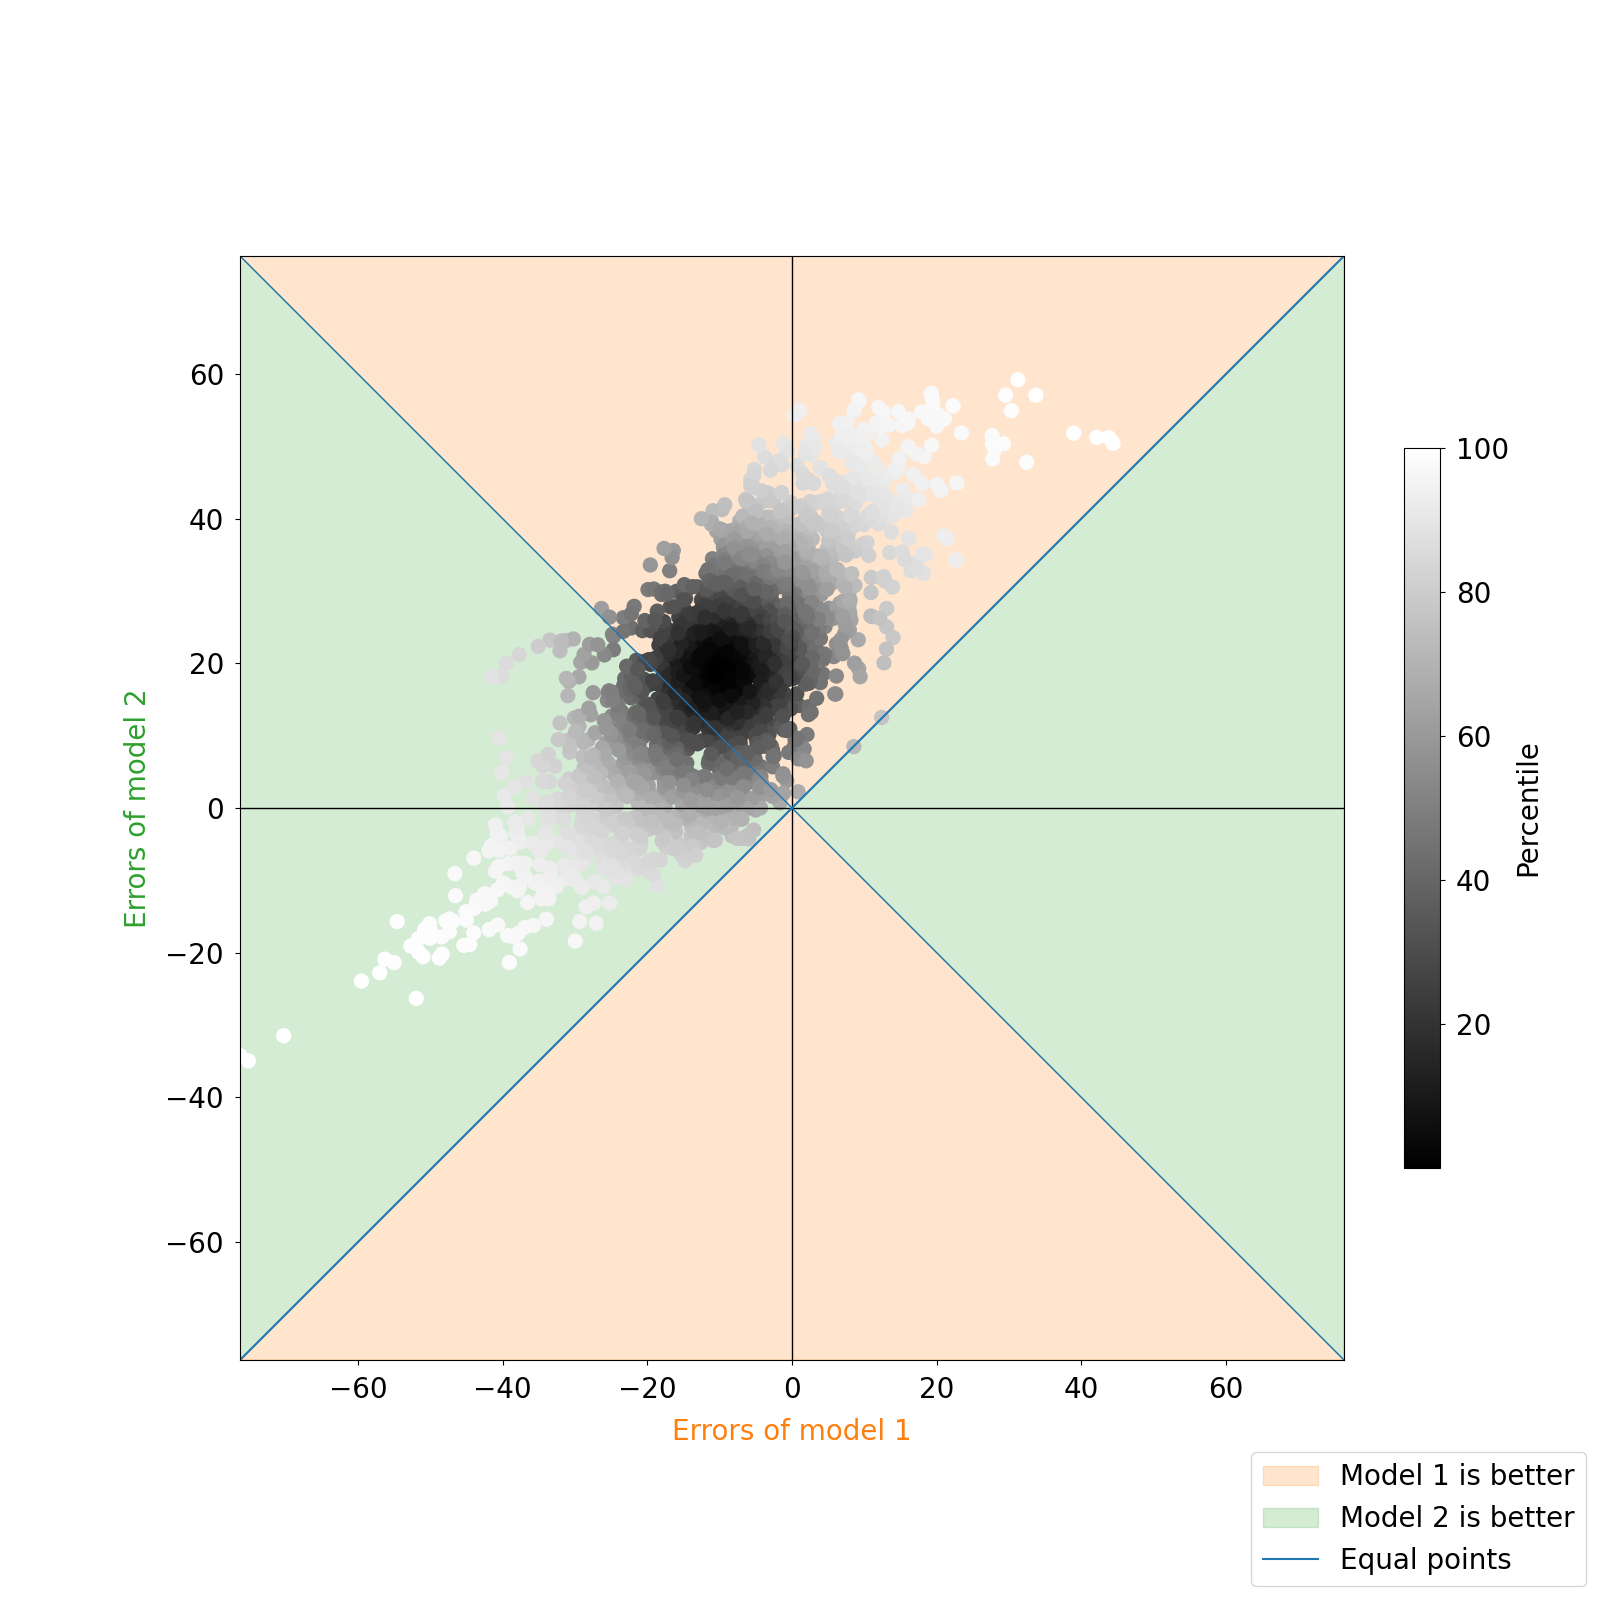 60
40
20
0
−20
−40
−60
Errors of model 2
−60 −40 −20 0 20 40 60
Errors of model 1
100
80
60
40
20
Percentile
Model 1 is better
Model 2 is better
Equal points